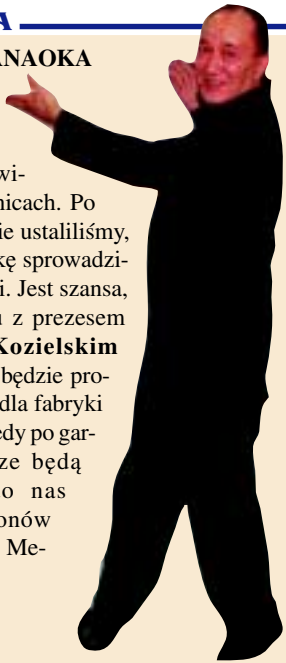 A
ANAOKA
wi-
nicach. Po
ie ustaliliśmy,
kę sprowadzi-
i. Jest szansa,
u z prezesem
Kozielskim
będzie pro-
dla fabryki
edy po gar-
ze będą
o nas
onów
Me-